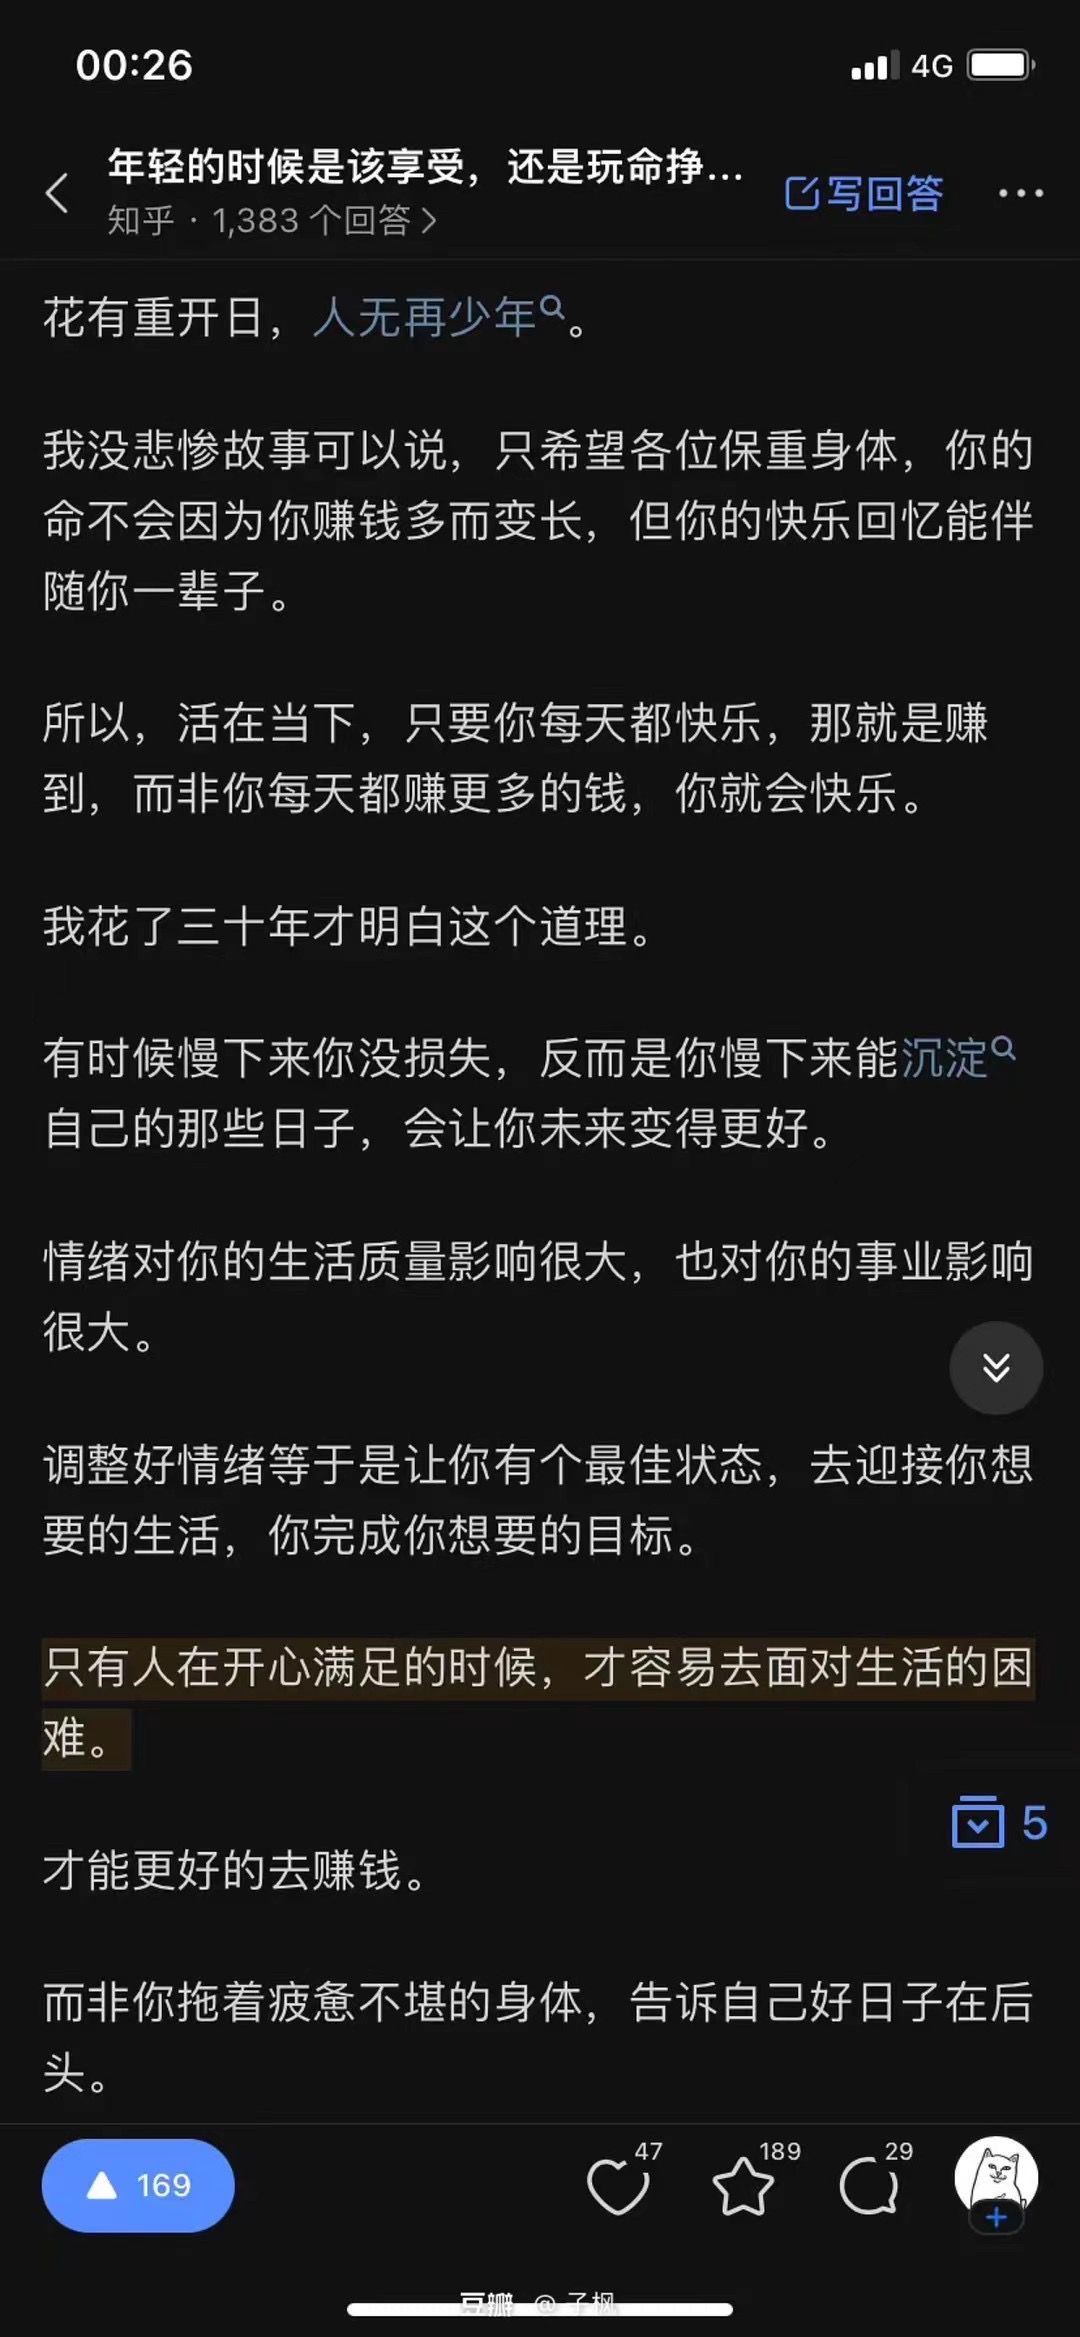 00:26
4G
年轻的时候是该享受，还是玩命挣...
知乎 · 1,383 个回答
写回答
花有重开日，人无再少年。
我没悲惨故事可以说，只希望各位保重身体，你的
命不会因为你赚钱多而变长，但你的快乐回忆能伴
随你一辈子。
所以，活在当下，只要你每天都快乐，那就是赚
到，而非你每天都赚更多的钱，你就会快乐。
我花了三十年才明白这个道理。
有时候慢下来你没损失，反而是你慢下来能沉淀
自己的那些日子，会让你未来变得更好。
情绪对你的生活质量影响很大，也对你的事业影响
很大。
调整好情绪等于是让你有个最佳状态，去迎接你想
要的生活，你完成你想要的目标。
只有人在开心满足的时候，才容易去面对生活的困
难。
5
才能更好的去赚钱。
而非你拖着疲惫不堪的身体，告诉自己好日子在后
头。
169
47
189
29
豆瓣 @子枫